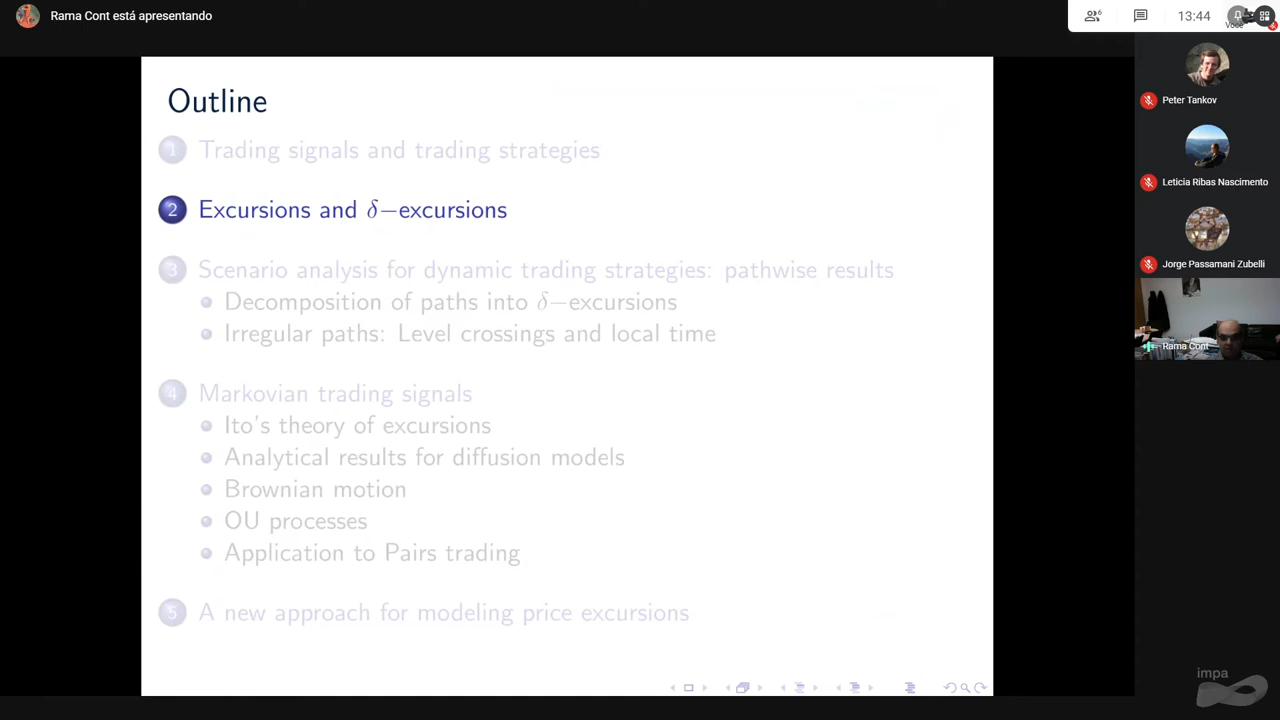 Rama Cont está apresentando
6
13:44
Você
Outline
1 Trading signals and trading strategies
2 Excursions and δ−excursions
3 Scenario analysis for dynamic trading strategies: pathwise results
Decomposition of paths into δ−excursions
Irregular paths: Level crossings and local time
4 Markovian trading signals
Ito's theory of excursions
Analytical results for diffusion models
Brownian motion
OU processes
Application to Pairs trading
5 A new approach for modeling price excursions
Peter Tankov
Leticia Ribas Nascimento
Jorge Passamani Zubelli
Rama Cont
impa